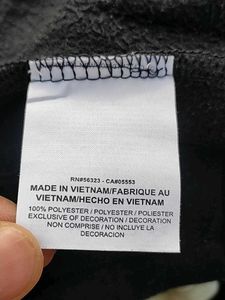 RN#56323 - CA#05553
MADE IN VIETNAM/FABRIQUE AU
VIETNAM/HECHO EN VIETNAM
100% POLYESTER / POLYESTER / POLIESTER
EXCLUSIVE OF DECORATION / DECORATION
NON COMPRISE / NO INCLUYE LA
DECORACION